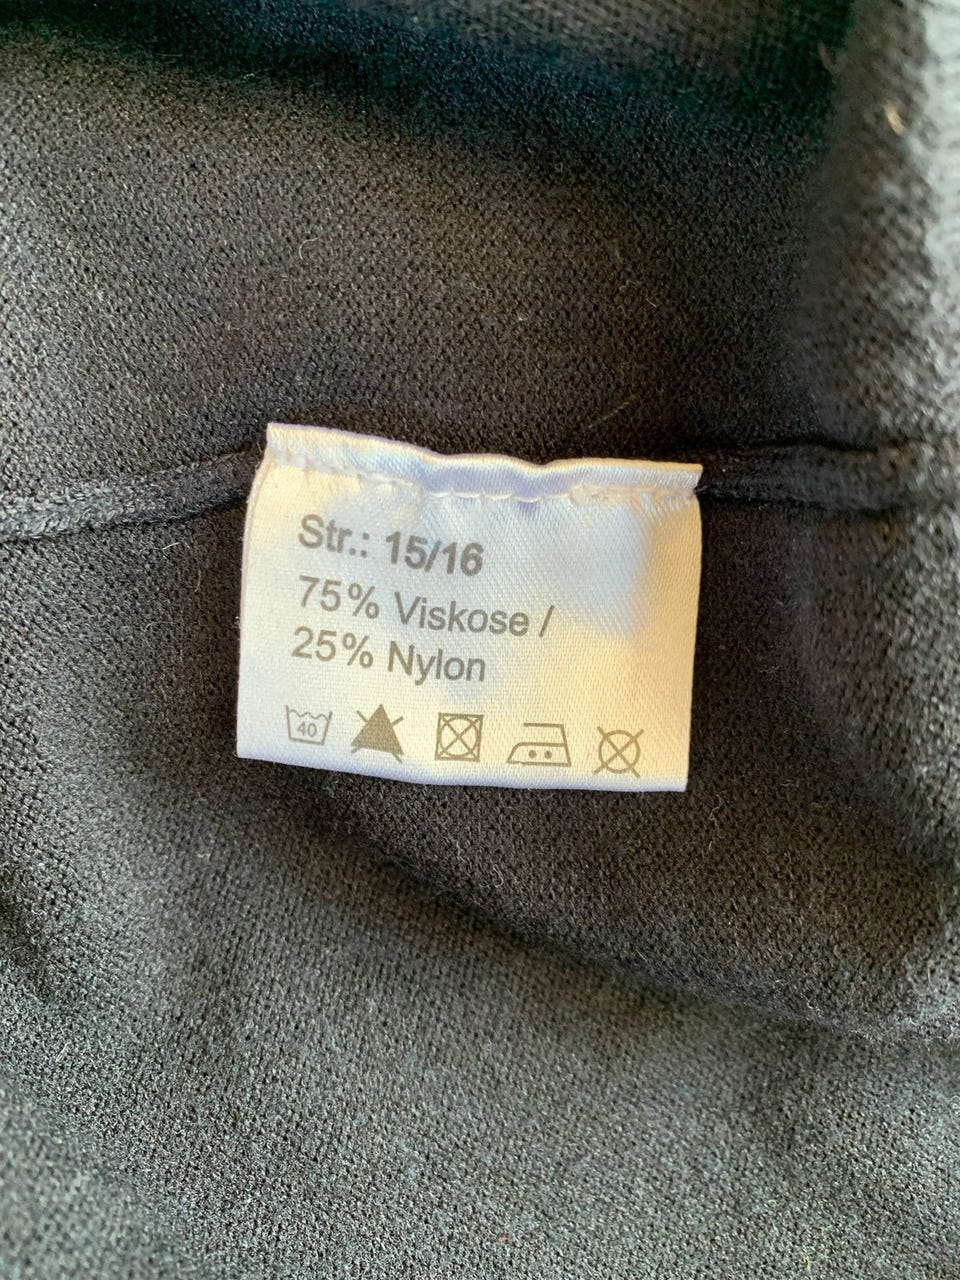 Str.: 15/16
75% Viskose /
25% Nylon
40